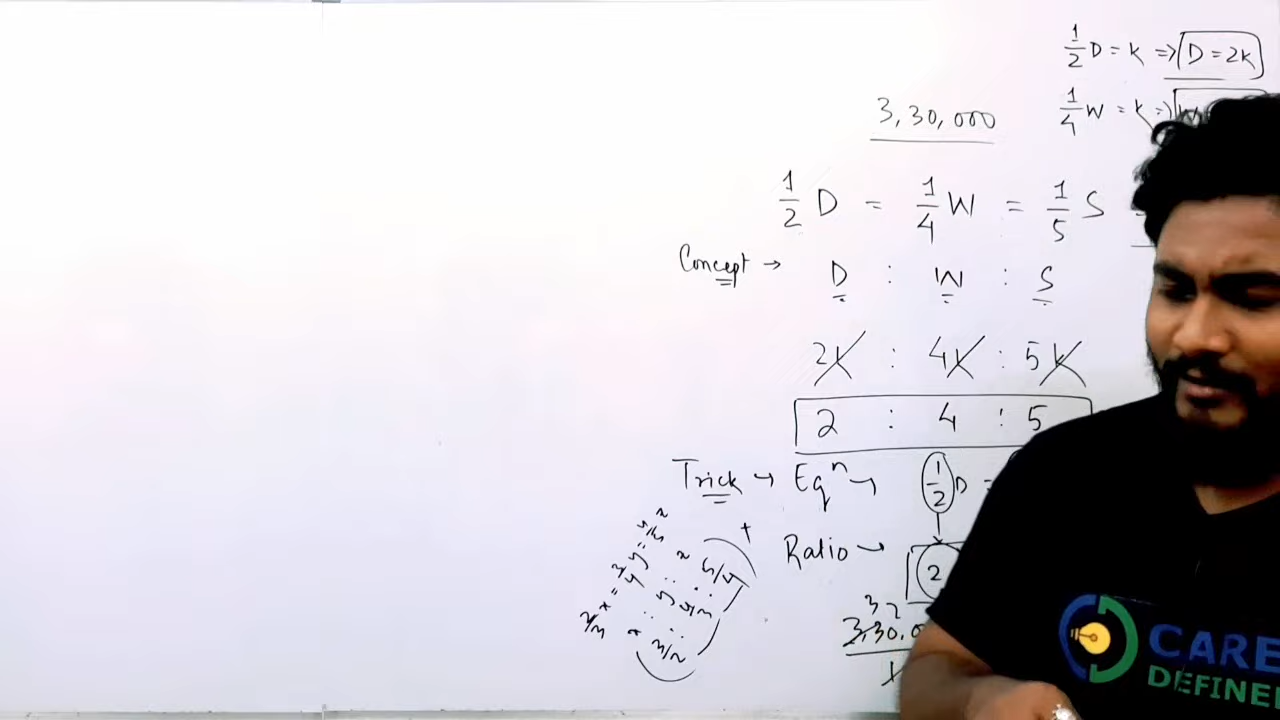 1/2 D = K ⇒ D = 2K
1/4 W = K ⇒ W
3,30,000
1/2 D = 1/4 W = 1/5 S
Concept → D : W : S
2K : 4K : 5K
2 : 4 : 5
Trick → Eqⁿ → 1/2 D =
Ratio → 2
3,30,0
CARE
DEFINE